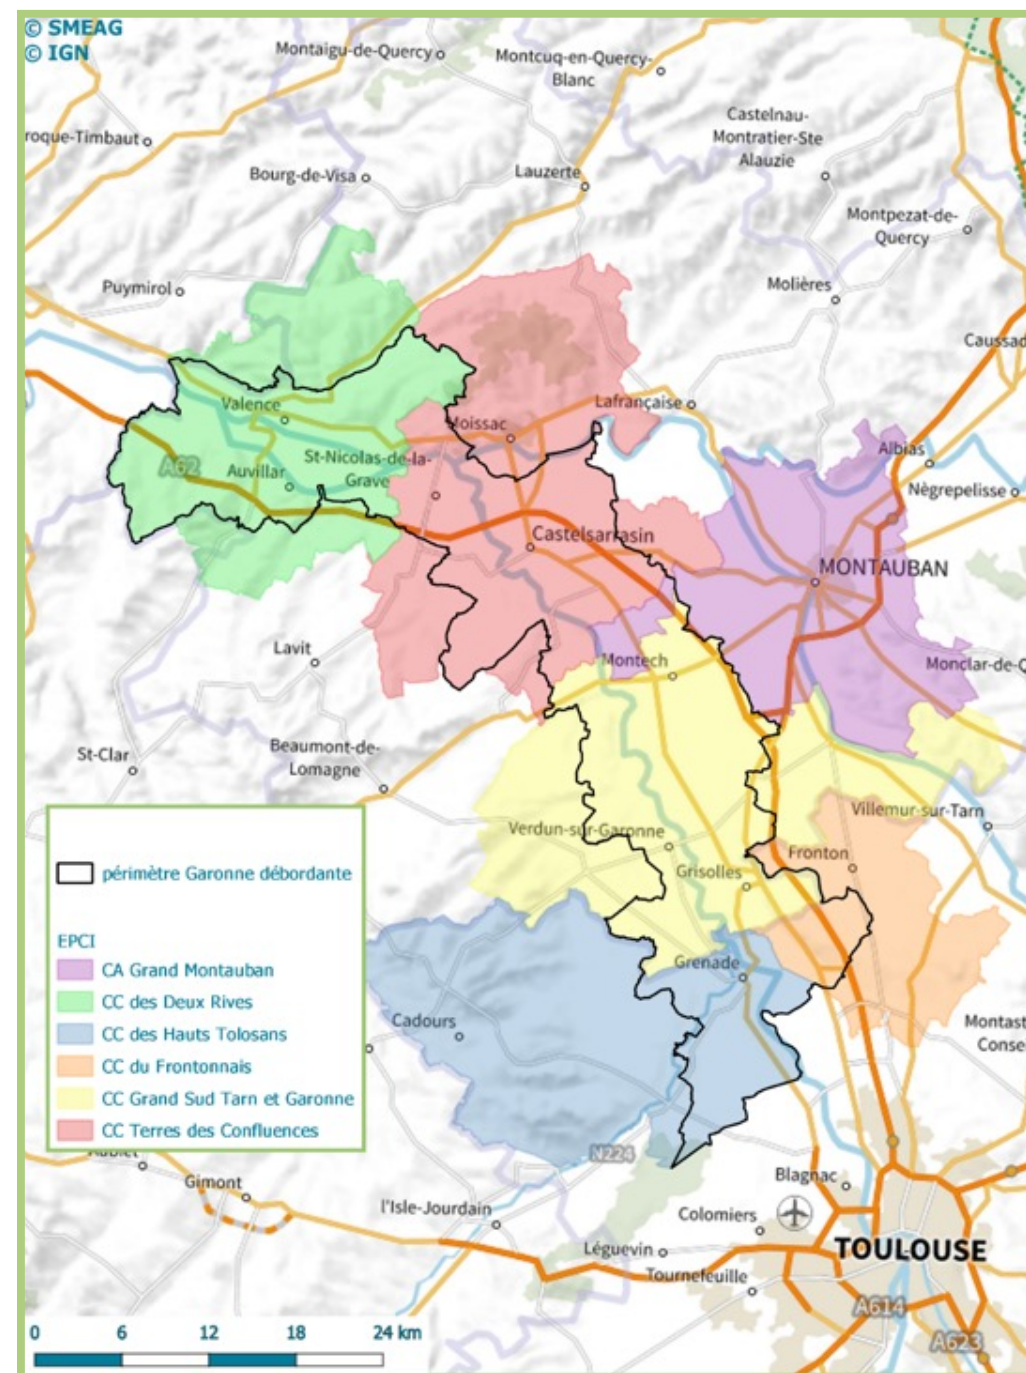 © SMEAG
© IGN
Montaigu-de-Quercy
Montcuq-en-Quercy-
Blanc
Castelnau-
Montratier-Ste
Alauzie
roque-Timbaut
Bourg-de-Visa
Lauzerte
Montpezat-de-
Quercy
Puymirol
Molières
Caussad
Valence
Lafrançaise
Moissac
A62
Auvillar
St-Nicolas-de-la-
Grave
Albias
Nègrepelisse
Castelsarrasin
MONTAUBAN
Lavit
Montech
Monclar-de-Q
St-Clar
Beaumont-de-
Lomagne
Verdun-sur-Garonne
Villemur-sur-Tarn
Grisolles
Fronton
périmètre Garonne débordante
EPCI
CA Grand Montauban
CC des Deux Rives
CC des Hauts Tolosans
CC du Frontonnais
CC Grand Sud Tarn et Garonne
CC Terres des Confluences
Grenade
Cadours
Montast
Conse
Aubiet
N224
Gimont
Blagnac
l'Isle-Jourdain
Colomiers
Léguevin
TOULOUSE
Tournefeuille
A614
A623
0 6 12 18 24 km